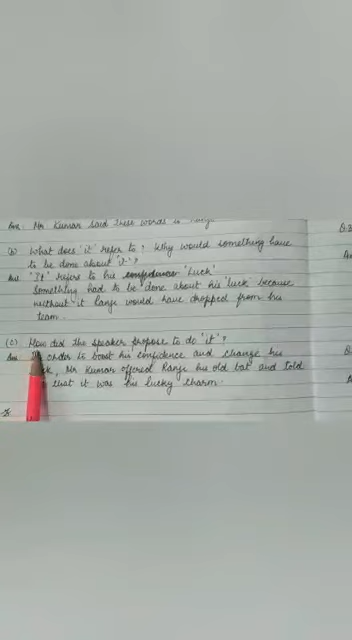 Ans: Mr Kumar said these words to Ranji
(b) What does 'it' refer to? Why would something have
to be done about 'it'?
Ans 'It' refers to his 'luck'
Something had to be done about his 'luck' because
without it Ranji would have dropped from his
team.
(c) How did the speaker propose to do 'it'?
Ans In order to boost his confidence and change his
Mr Kumar offered Ranji his old bat and told
that it was his lucky charm.